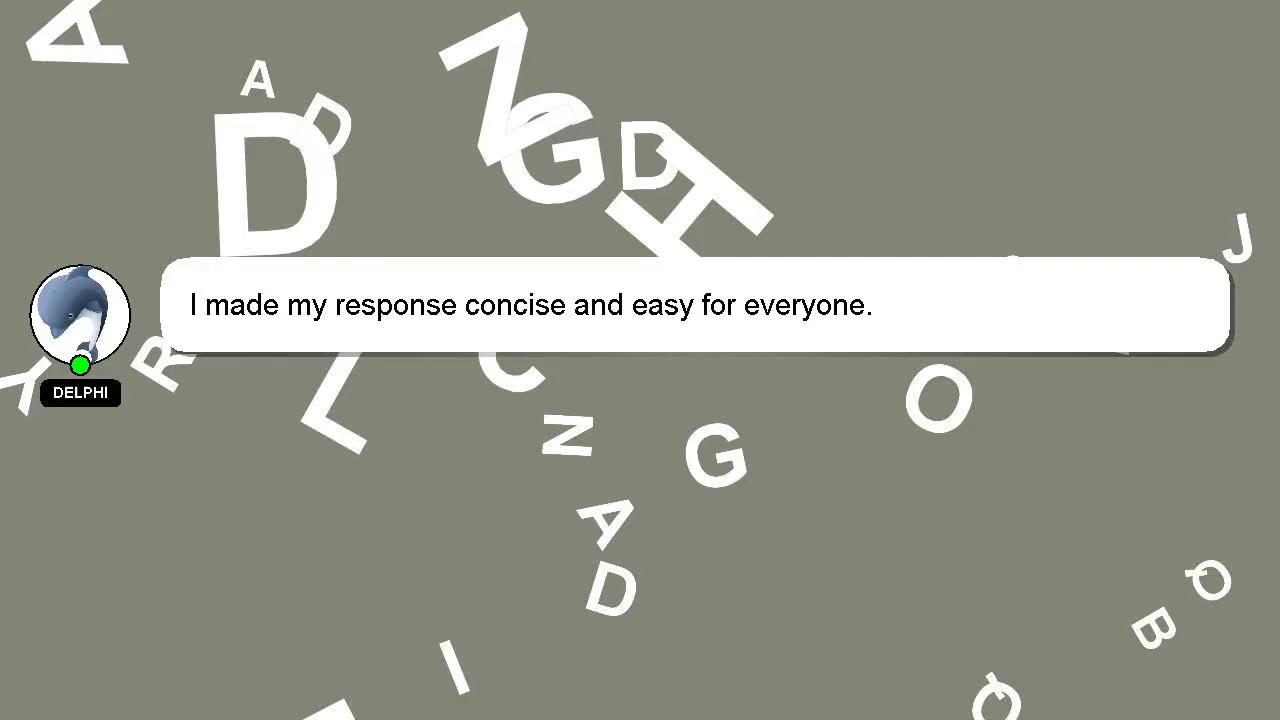 A
A
D
D
Z
G
D
H
J
I made my response concise and easy for everyone.
DELPHI
Y
R
L
C
N
G
O
A
D
I
Q
B
Q